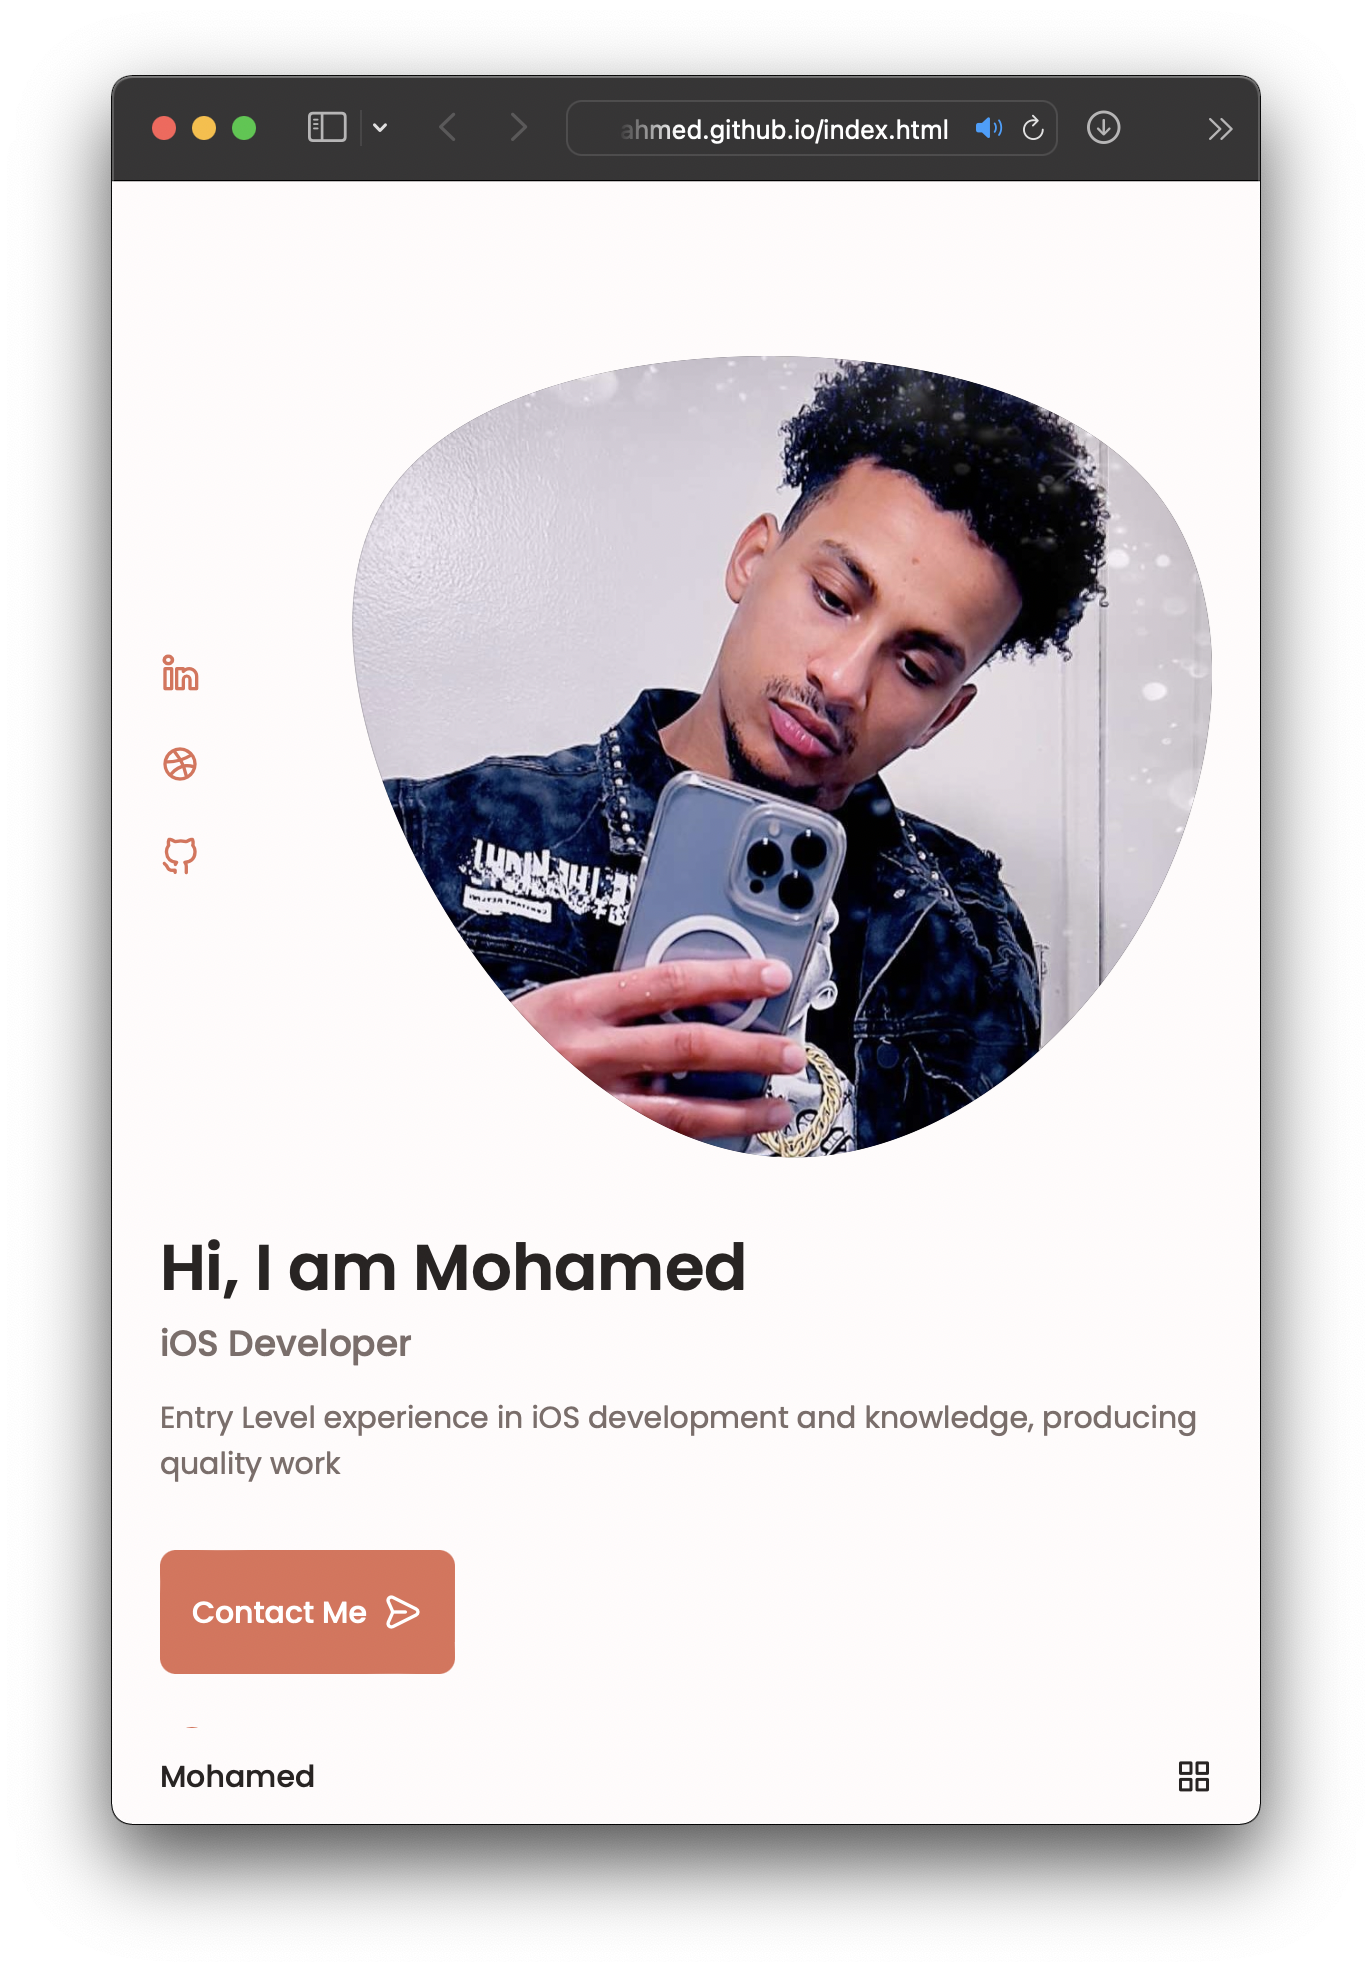 ahmed.github.io/index.html
in
Hi, I am Mohamed
iOS Developer
Entry Level experience in iOS development and knowledge, producing
quality work
Contact Me
Mohamed